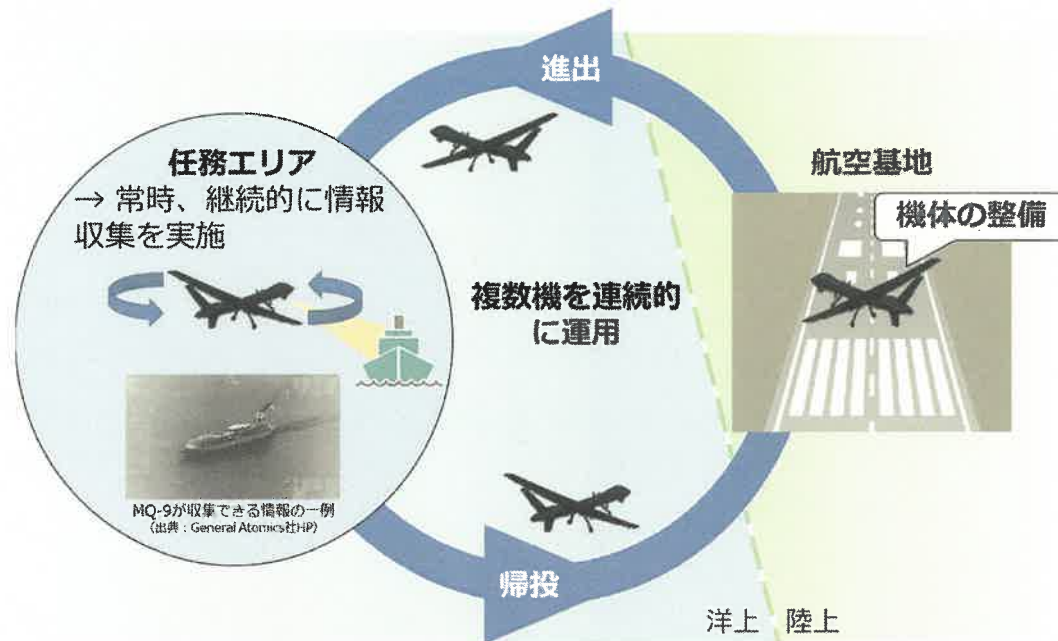 進出
任務エリア
→ 常時、継続的に情報
収集を実施
航空基地
機体の整備
複数機を連続的
に運用
MQ-9が収集できる情報の一例
(出典：General Atomics社HP)
帰投
洋上
陸上